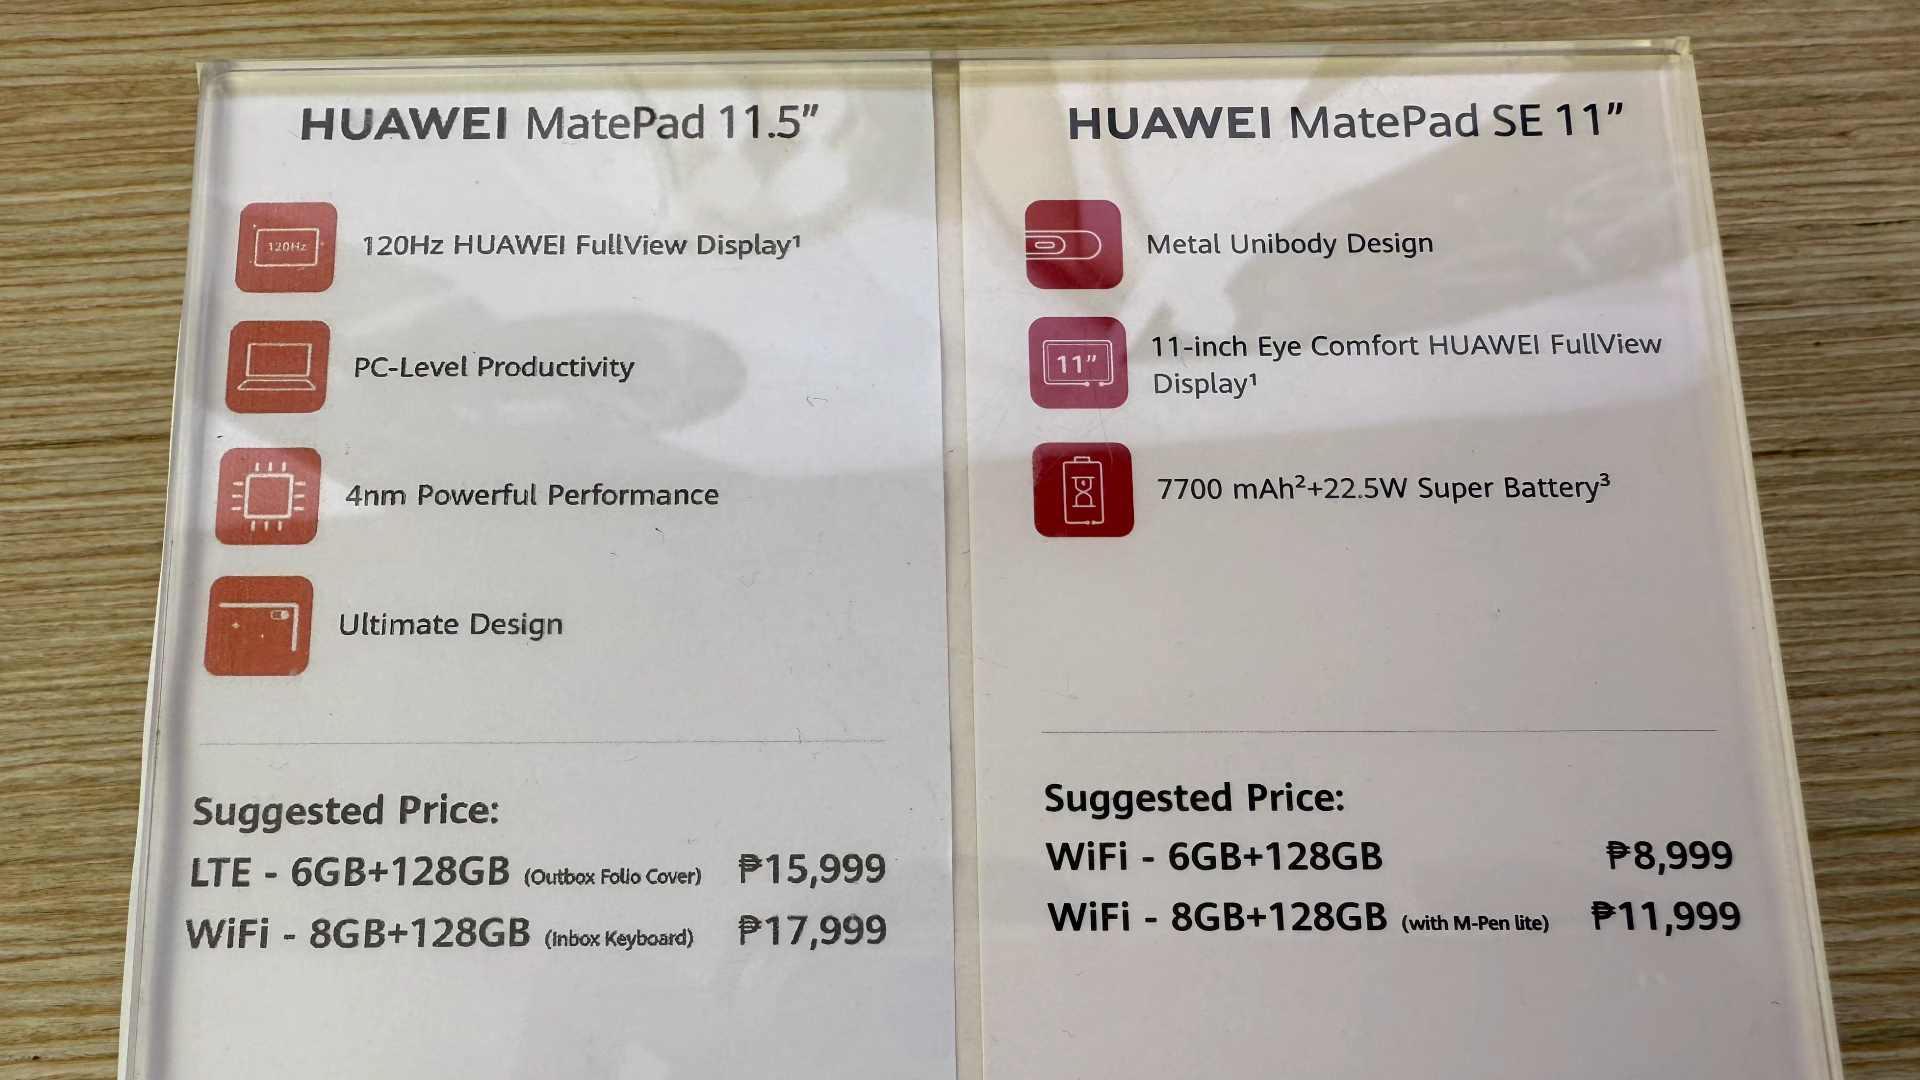 HUAWEI MatePad 11.5”
120Hz
120Hz HUAWEI FullView Display¹
PC-Level Productivity
4nm Powerful Performance
Ultimate Design
Suggested Price:
LTE - 6GB+128GB (Outbox Folio Cover) ₱15,999
WiFi - 8GB+128GB (Inbox Keyboard) ₱17,999
HUAWEI MatePad SE 11”
Metal Unibody Design
11”
11-inch Eye Comfort HUAWEI FullView
Display¹
7700 mAh²+22.5W Super Battery³
Suggested Price:
WiFi - 6GB+128GB ₱8,999
WiFi - 8GB+128GB (with M-Pen lite) ₱11,999